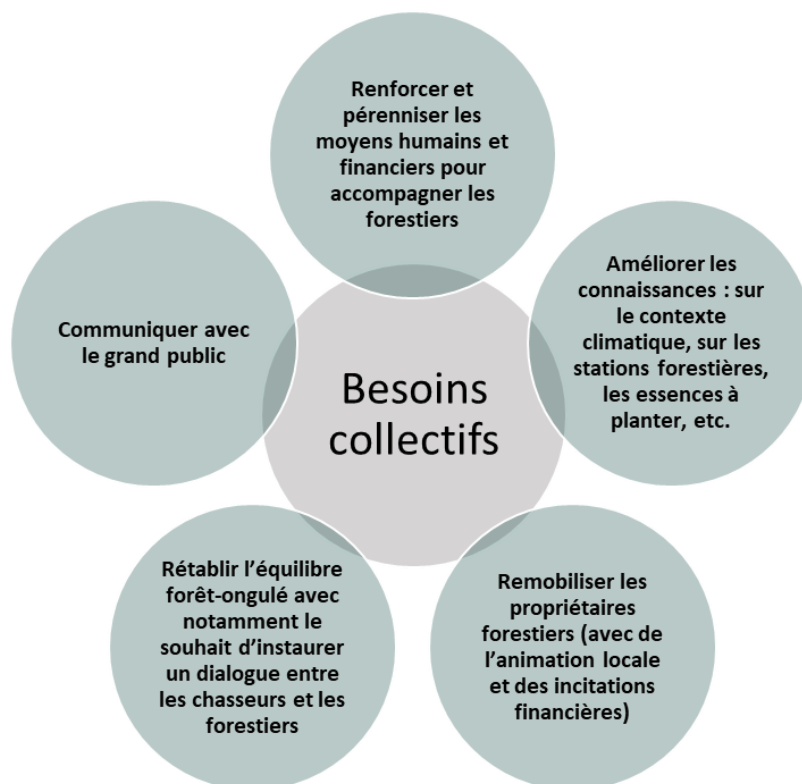 Renforcer et
pérenniser les
moyens humains et
financiers pour
accompagner les
forestiers
Améliorer les
connaissances : sur
le contexte
climatique, sur les
stations forestières,
les essences à
planter, etc.
Communiquer avec
le grand public
Besoins
collectifs
Rétablir l’équilibre
forêt-ongulé avec
notamment le
souhait d’instaurer
un dialogue entre
les chasseurs et les
forestiers
Remobiliser les
propriétaires
forestiers (avec de
l’animation locale
et des incitations
financières)